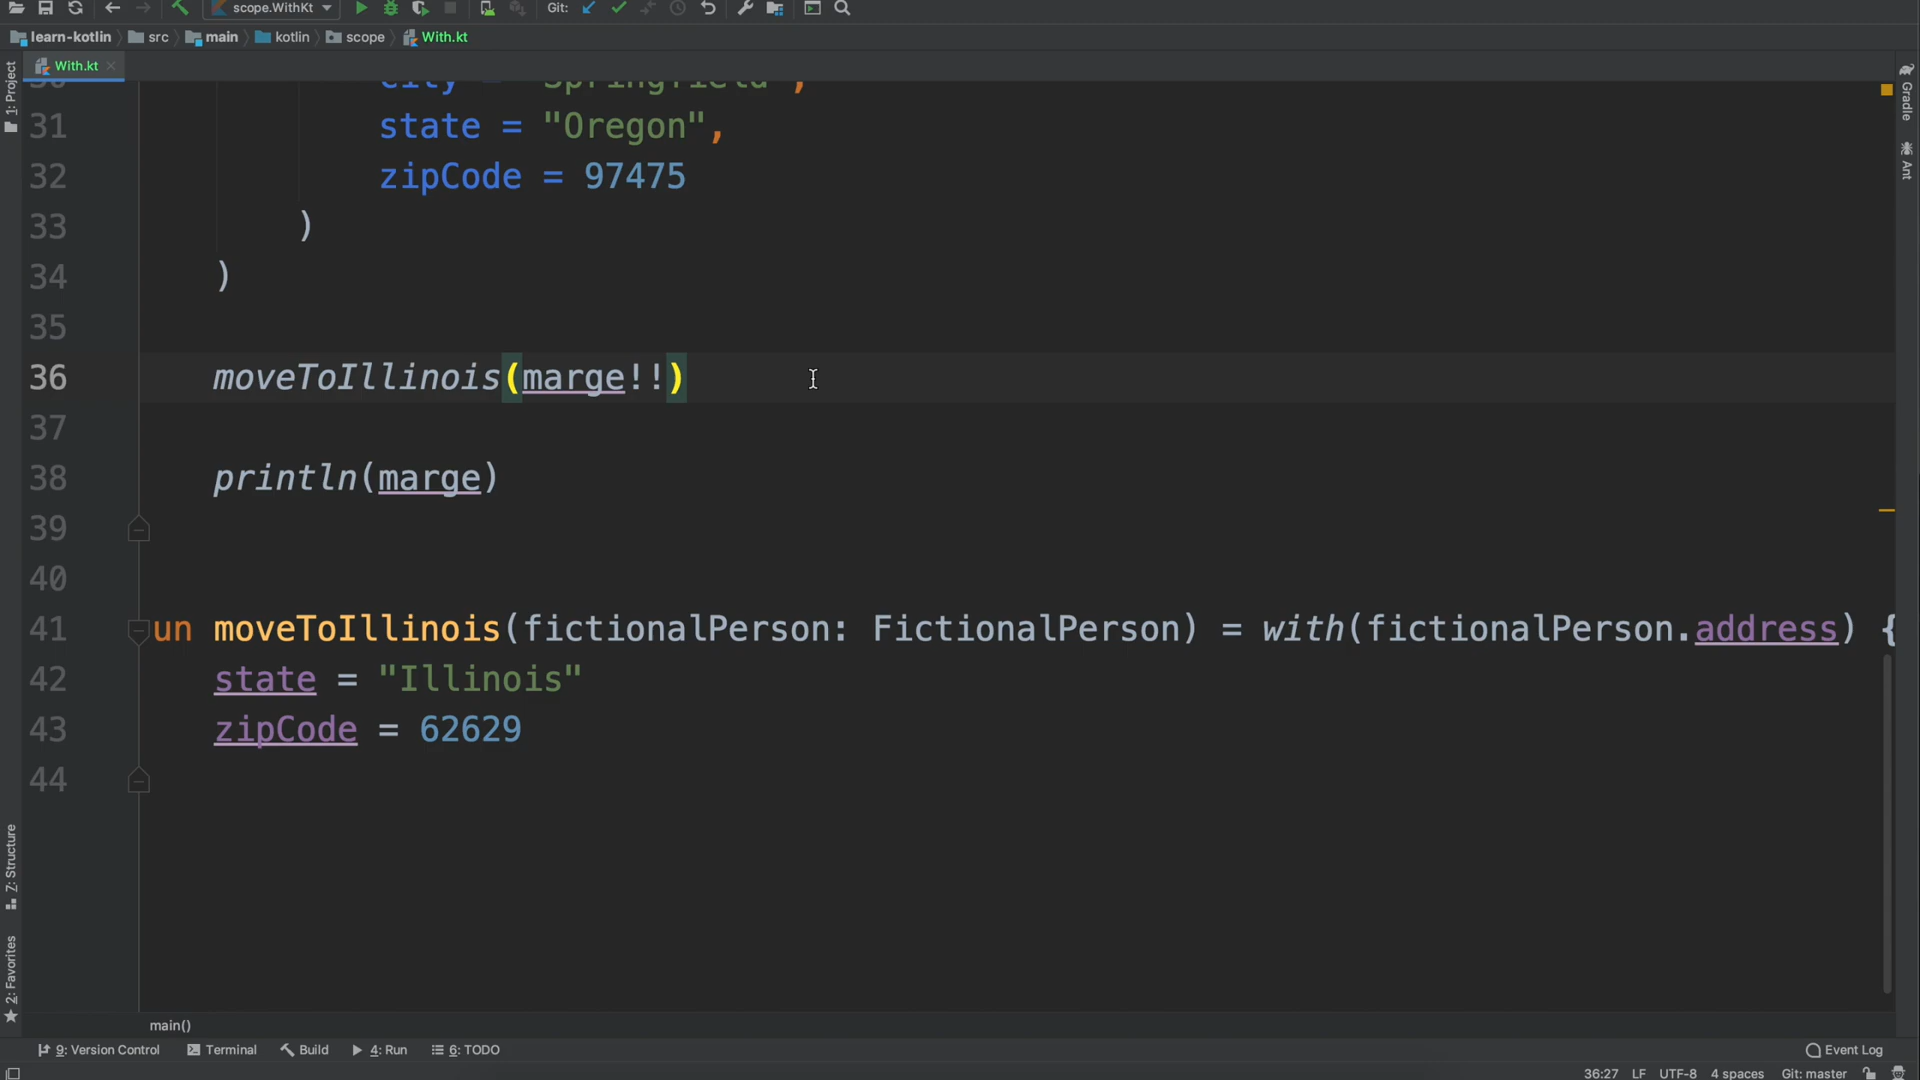 scope.WithKt
Git:
learn-kotlin
src
main
kotlin
scope
With.kt
With.kt
1: Project
Gradle
Ant
30 city = "Springfield",
31 state = "Oregon",
32 zipCode = 97475
33 )
34 )
35
36 moveToIllinois(marge!!)
37
38 println(marge)
39
40
41 un moveToIllinois(fictionalPerson: FictionalPerson) = with(fictionalPerson.address) {
42 state = "Illinois"
43 zipCode = 62629
44
Z: Structure
2: Favorites
main()
9: Version Control
Terminal
Build
4: Run
6: TODO
Event Log
36:27 LF UTF-8 4 spaces Git: master